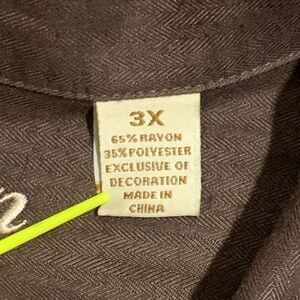 3X
65% RAYON
35% POLYESTER
EXCLUSIVE OF
DECORATION
MADE IN
CHINA